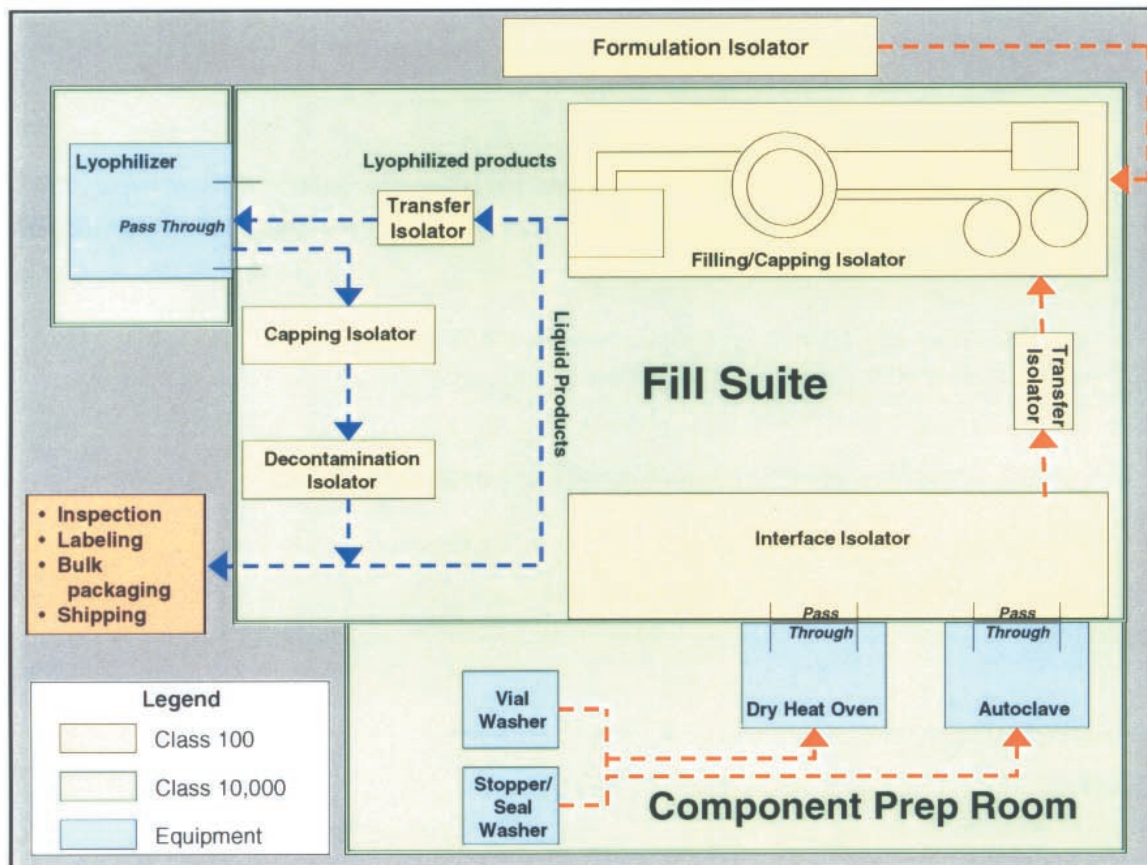 Formulation Isolator
Lyophilizer
Pass Through
Lyophilized products
Transfer
Isolator
Filling/Capping Isolator
Capping Isolator
Liquid Products
Fill Suite
Transfer
Isolator
Decontamination
Isolator
• Inspection
• Labeling
• Bulk
packaging
• Shipping
Interface Isolator
Pass
Through
Pass
Through
Dry Heat Oven
Autoclave
Vial
Washer
Stopper/
Seal
Washer
Component Prep Room
Legend
Class 100
Class 10,000
Equipment